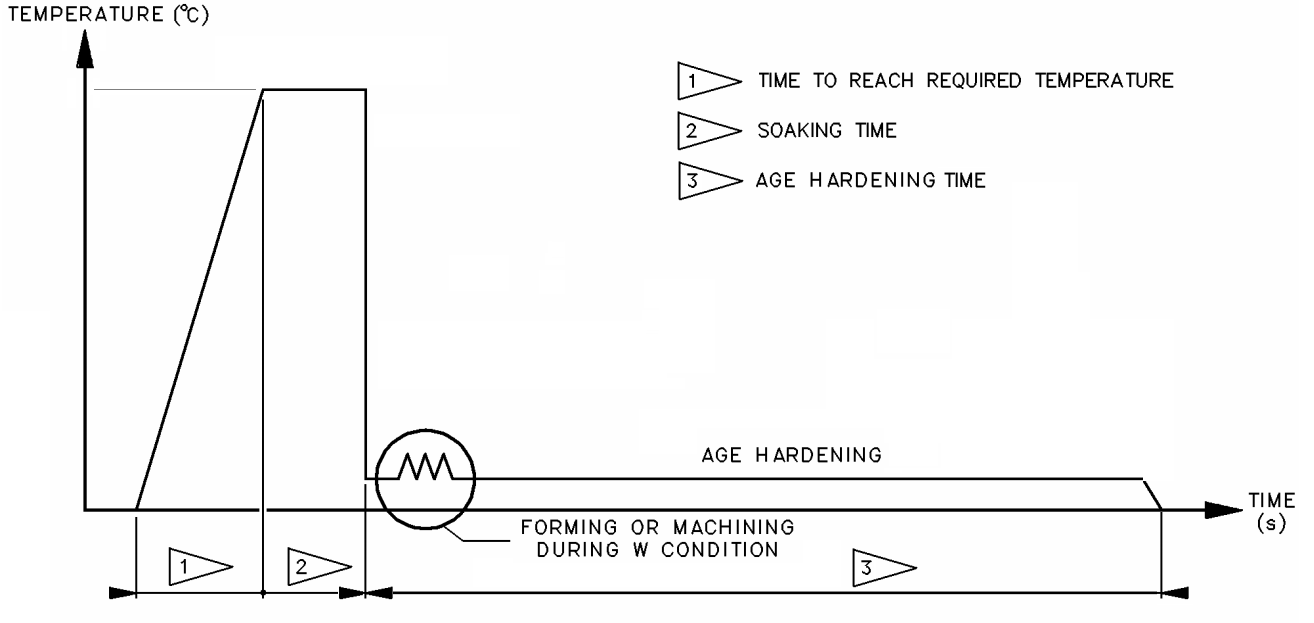 TEMPERATURE (°C)
1 TIME TO REACH REQUIRED TEMPERATURE
2 SOAKING TIME
3 AGE HARDENING TIME
AGE HARDENING
TIME
(s)
FORMING OR MACHINING
DURING W CONDITION
1
2
3